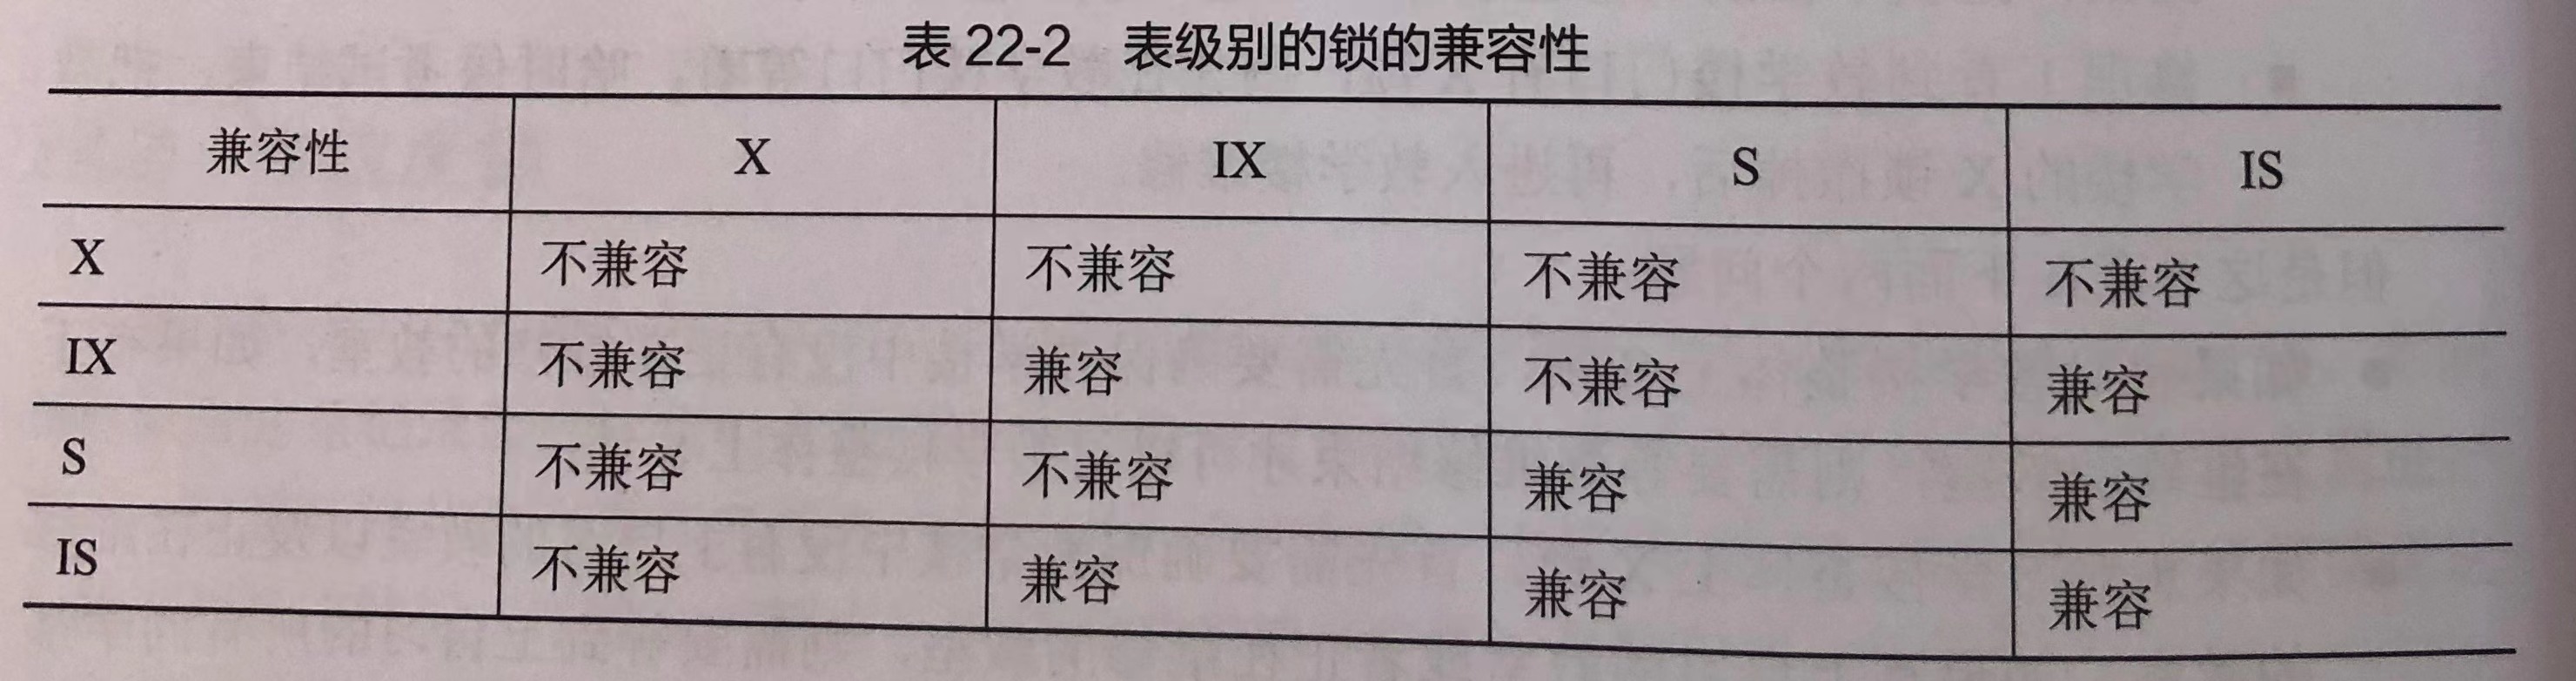 表 22-2 表级别的锁的兼容性
兼容性 X IX S IS
X 不兼容 不兼容 不兼容 不兼容
IX 不兼容 兼容 不兼容 兼容
S 不兼容 不兼容 兼容 兼容
IS 不兼容 兼容 兼容 兼容